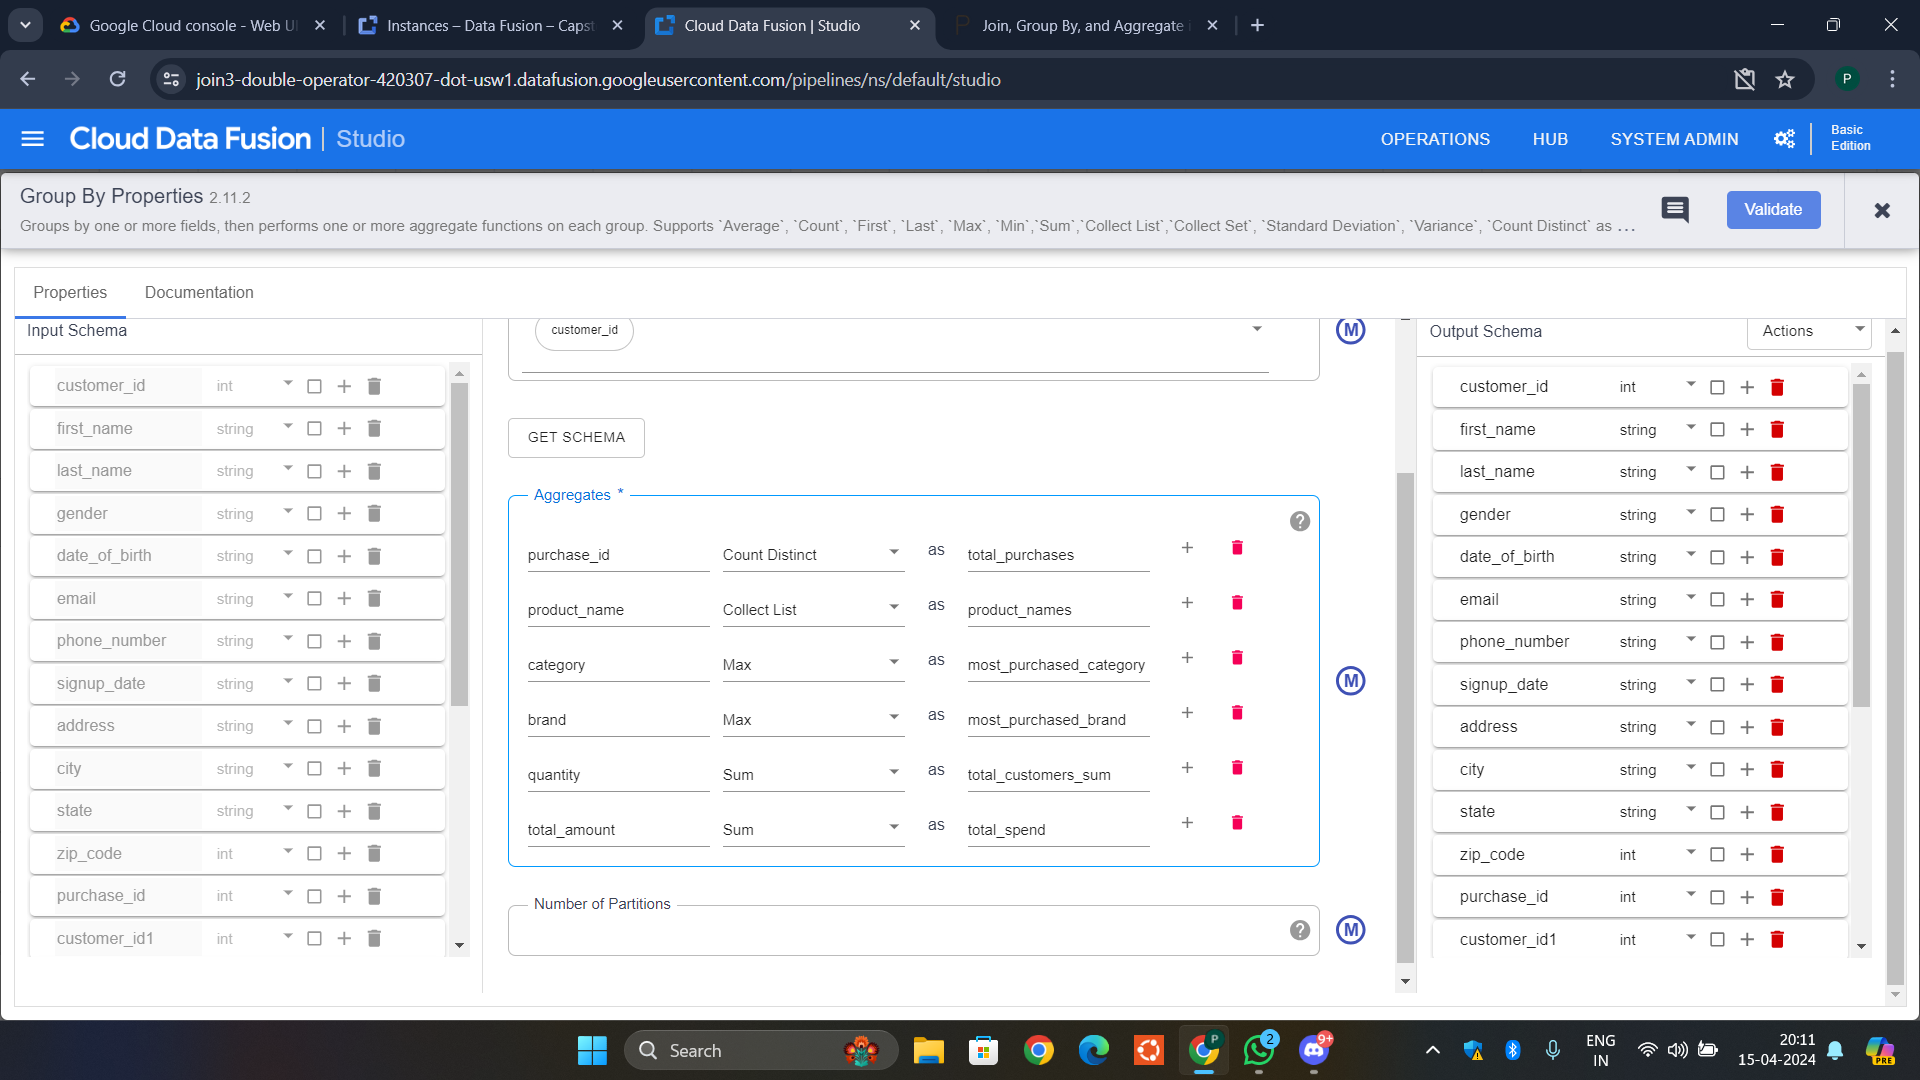 Google Cloud console - Web UI
Instances – Data Fusion – Capst
Cloud Data Fusion | Studio
Join, Group By, and Aggregate
join3-double-operator-420307-dot-usw1.datafusion.googleusercontent.com/pipelines/ns/default/studio
P
Cloud Data Fusion | Studio
OPERATIONS
HUB
SYSTEM ADMIN
Basic
Edition
Group By Properties 2.11.2
Groups by one or more fields, then performs one or more aggregate functions on each group. Supports `Average`, `Count`, `First`, `Last`, `Max`, `Min`,`Sum`,`Collect List`,`Collect Set`, `Standard Deviation`, `Variance`, `Count Distinct` as ...
Validate
Properties
Documentation
Input Schema
customer_id int
first_name string
last_name string
gender string
date_of_birth string
email string
phone_number string
signup_date string
address string
city string
state string
zip_code int
purchase_id int
customer_id1 int
customer_id
M
GET SCHEMA
Aggregates *
?
purchase_id Count Distinct as total_purchases
product_name Collect List as product_names
category Max as most_purchased_category
brand Max as most_purchased_brand
quantity Sum as total_customers_sum
total_amount Sum as total_spend
M
Number of Partitions
?
M
Output Schema
Actions
customer_id int
first_name string
last_name string
gender string
date_of_birth string
email string
phone_number string
signup_date string
address string
city string
state string
zip_code int
purchase_id int
customer_id1 int
Search
P
2
9+
ENG
IN
20:11
15-04-2024
PRE